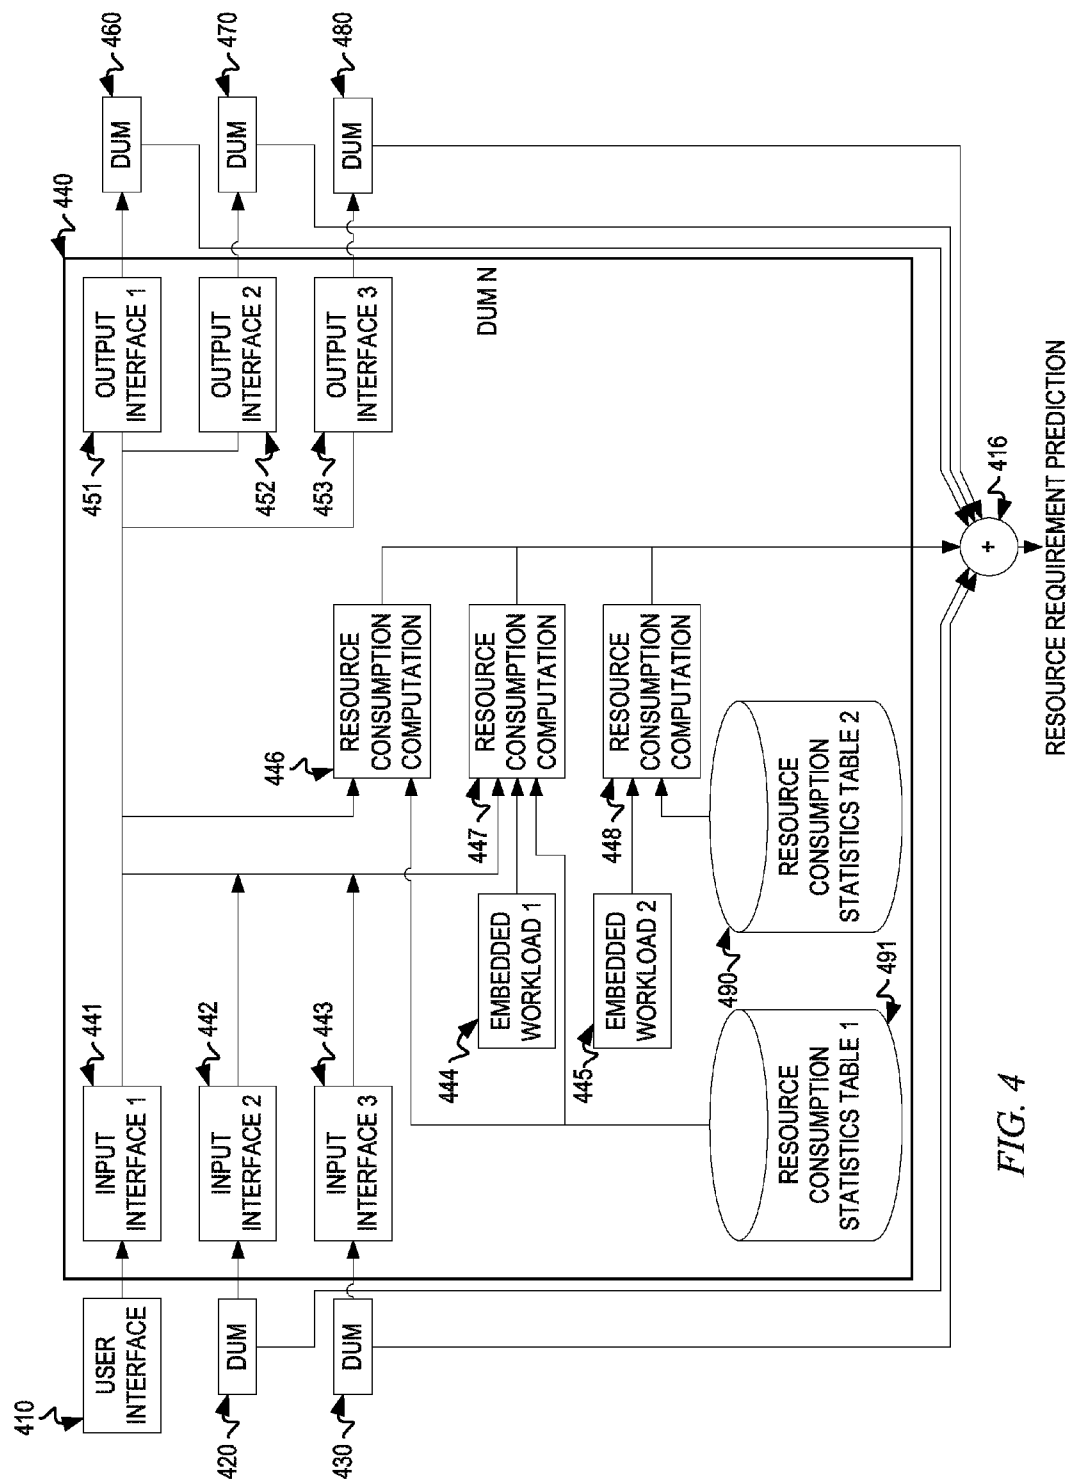 410
USER
INTERFACE
420
DUM
430
DUM
INPUT
INTERFACE 1
441
INPUT
INTERFACE 2
442
INPUT
INTERFACE 3
443
444
EMBEDDED
WORKLOAD 1
445
EMBEDDED
WORKLOAD 2
RESOURCE
CONSUMPTION
STATISTICS TABLE 1
491
490
RESOURCE
CONSUMPTION
STATISTICS TABLE 2
446
RESOURCE
CONSUMPTION
COMPUTATION
447
RESOURCE
CONSUMPTION
COMPUTATION
448
RESOURCE
CONSUMPTION
COMPUTATION
451
OUTPUT
INTERFACE 1
452
OUTPUT
INTERFACE 2
453
OUTPUT
INTERFACE 3
DUM N
440
DUM
460
DUM
470
DUM
480
+
416
RESOURCE REQUIREMENT PREDICTION
FIG. 4